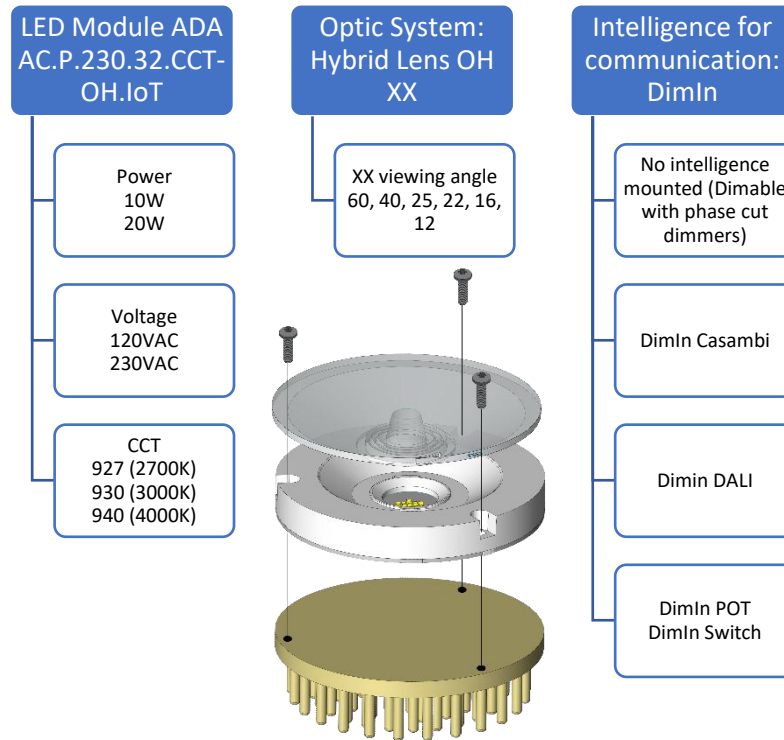 LED Module ADA
AC.P.230.32.CCT-
OH.IoT
Power
10W
20W
Voltage
120VAC
230VAC
CCT
927 (2700K)
930 (3000K)
940 (4000K)
Optic System:
Hybrid Lens OH
XX
XX viewing angle
60, 40, 25, 22, 16,
12
Intelligence for
communication:
DimIn
No intelligence
mounted (Dimable
with phase cut
dimmers)
DimIn Casambi
Dimin DALI
DimIn POT
DimIn Switch